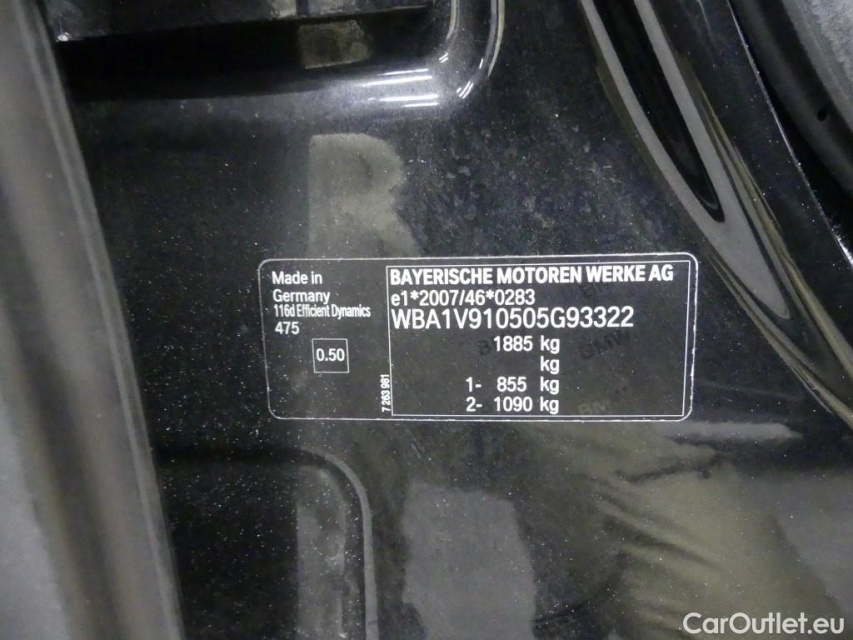 Made in
Germany
116d Efficient Dynamics
475
0.50
7 263 981
BAYERISCHE MOTOREN WERKE AG
e1*2007/46*0283
WBA1V910505G93322
1885 kg
kg
1- 855 kg
2- 1090 kg
CarOutlet.eu